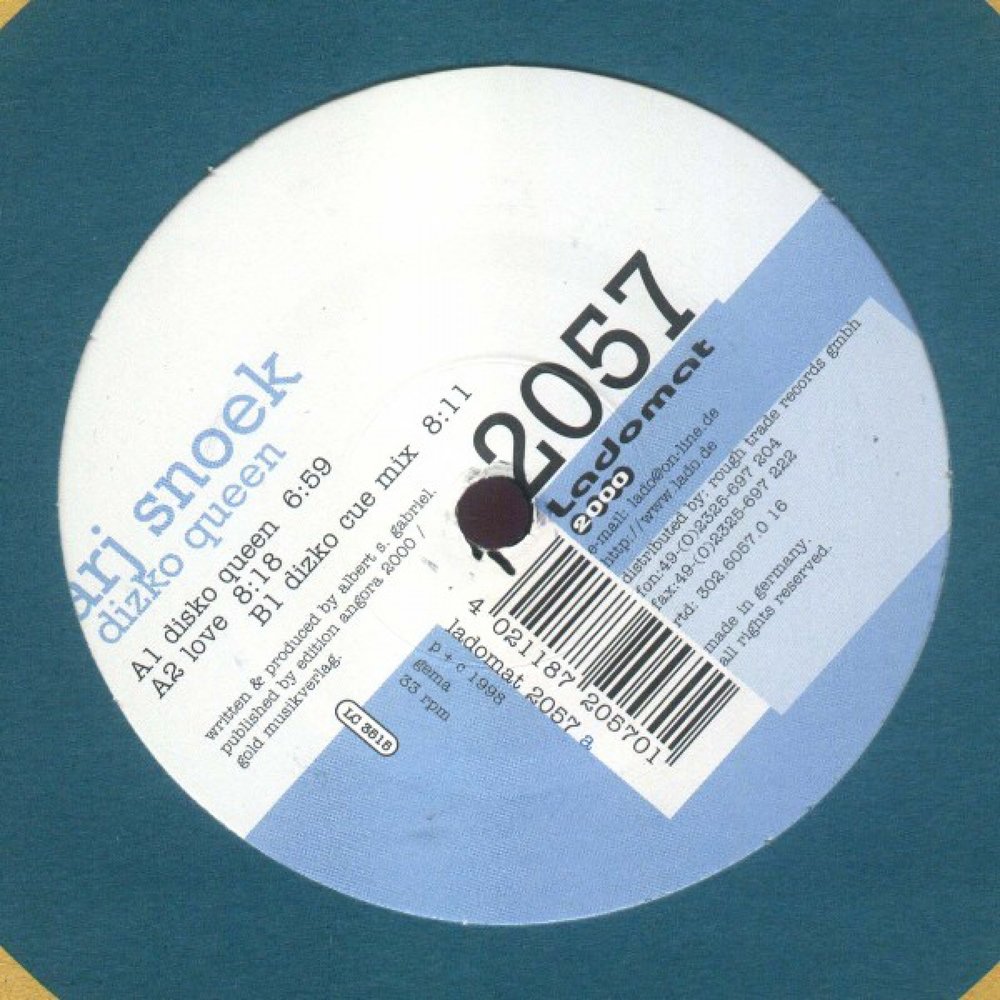 arj snoek
dizko queen
A1 disko queen 6:59
A2 love 8:18
B1 dizko cue mix 8:11
written & produced by albert s. gabriel.
published by edition angora 2000 /
gold musikverlag.
LC 3515
2057
Ladomat
2000
e-mail: lado@on-line.de
http://www.lado.de
distributed by: rough trade records gmbh
fon:49-(0)2325-697 204
fax:49-(0)2325-697 222
rtd: 302.6057.0 16
made in germany.
all rights reserved.
4 021187 205701
ladomat 2057 a
p + c 1998
gema
33 rpm